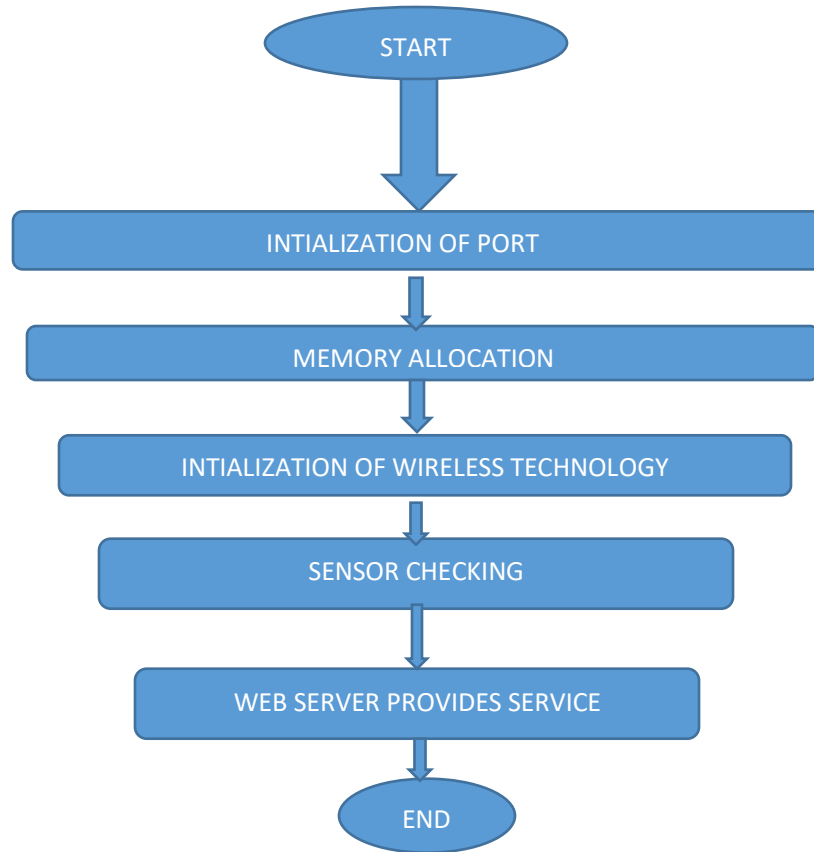 START
INTIALIZATION OF PORT
MEMORY ALLOCATION
INTIALIZATION OF WIRELESS TECHNOLOGY
SENSOR CHECKING
WEB SERVER PROVIDES SERVICE
END